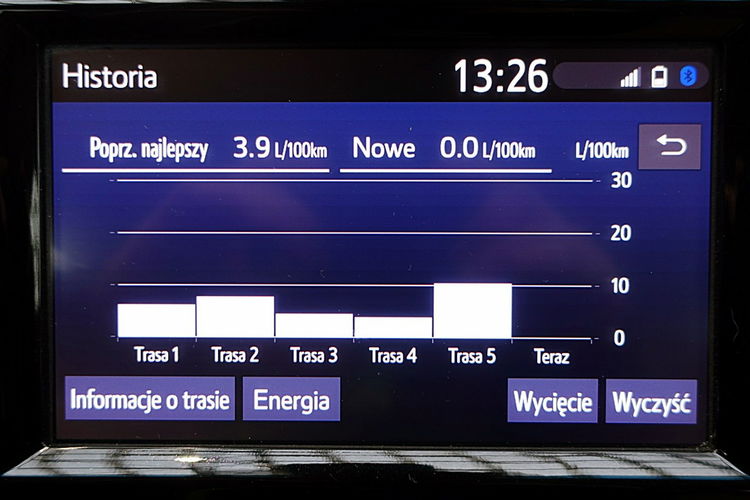 Historia 13:26
Poprz. najlepszy 3.9 L/100km Nowe 0.0 L/100km L/100km
30
20
10
0
Trasa 1 Trasa 2 Trasa 3 Trasa 4 Trasa 5 Teraz
Informacje o trasie Energia Wycięcie Wyczyść